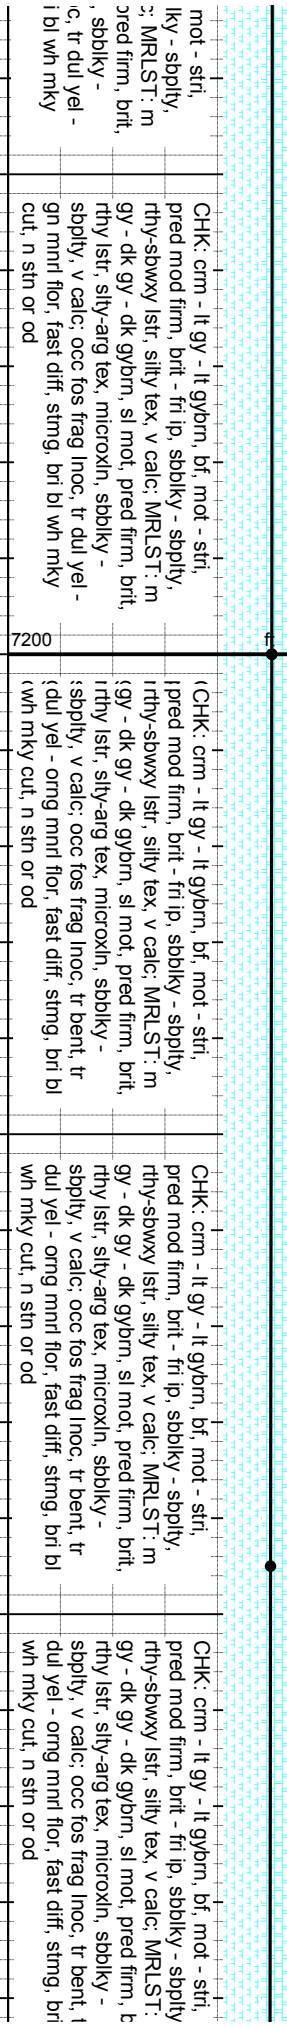 mot - stri,
lky - sbplty,
c; MRLST: m
pred firm, brit,
, sbblky -
c, tr dul yel -
i bl wh mky
CHK: crm - lt gy - lt gybrn, bf, mot - stri,
pred mod firm, brit - fri ip, sbblky - sbplty,
rthy-sbwxy lstr, silty tex, v calc; MRLST: m
gy - dk gy - dk gybrn, sl mot, pred firm, brit,
rthy lstr, slty-arg tex, microxln, sbblky -
sbplty, v calc; occ fos frag Inoc, tr dul yel -
gn mnrl flor, fast diff, stmg, bri bl wh mky
cut, n stn or od
7200 ft
CHK: crm - lt gy - lt gybrn, bf, mot - stri,
pred mod firm, brit - fri ip, sbblky - sbplty,
rthy-sbwxy lstr, silty tex, v calc; MRLST: m
gy - dk gy - dk gybrn, sl mot, pred firm, brit,
rthy lstr, slty-arg tex, microxln, sbblky -
sbplty, v calc; occ fos frag Inoc, tr bent, tr
dul yel - orng mnrl flor, fast diff, stmg, bri bl
wh mky cut, n stn or od
CHK: crm - lt gy - lt gybrn, bf, mot - stri,
pred mod firm, brit - fri ip, sbblky - sbplty,
rthy-sbwxy lstr, silty tex, v calc; MRLST: m
gy - dk gy - dk gybrn, sl mot, pred firm, brit,
rthy lstr, slty-arg tex, microxln, sbblky -
sbplty, v calc; occ fos frag Inoc, tr bent, tr
dul yel - orng mnrl flor, fast diff, stmg, bri bl
wh mky cut, n stn or od
CHK: crm - lt gy - lt gybrn, bf, mot - stri,
pred mod firm, brit - fri ip, sbblky - sbplty
rthy-sbwxy lstr, silty tex, v calc; MRLST:
gy - dk gy - dk gybrn, sl mot, pred firm, b
rthy lstr, slty-arg tex, microxln, sbblky -
sbplty, v calc; occ fos frag Inoc, tr bent, t
dul yel - orng mnrl flor, fast diff, stmg, bri
wh mky cut, n stn or od